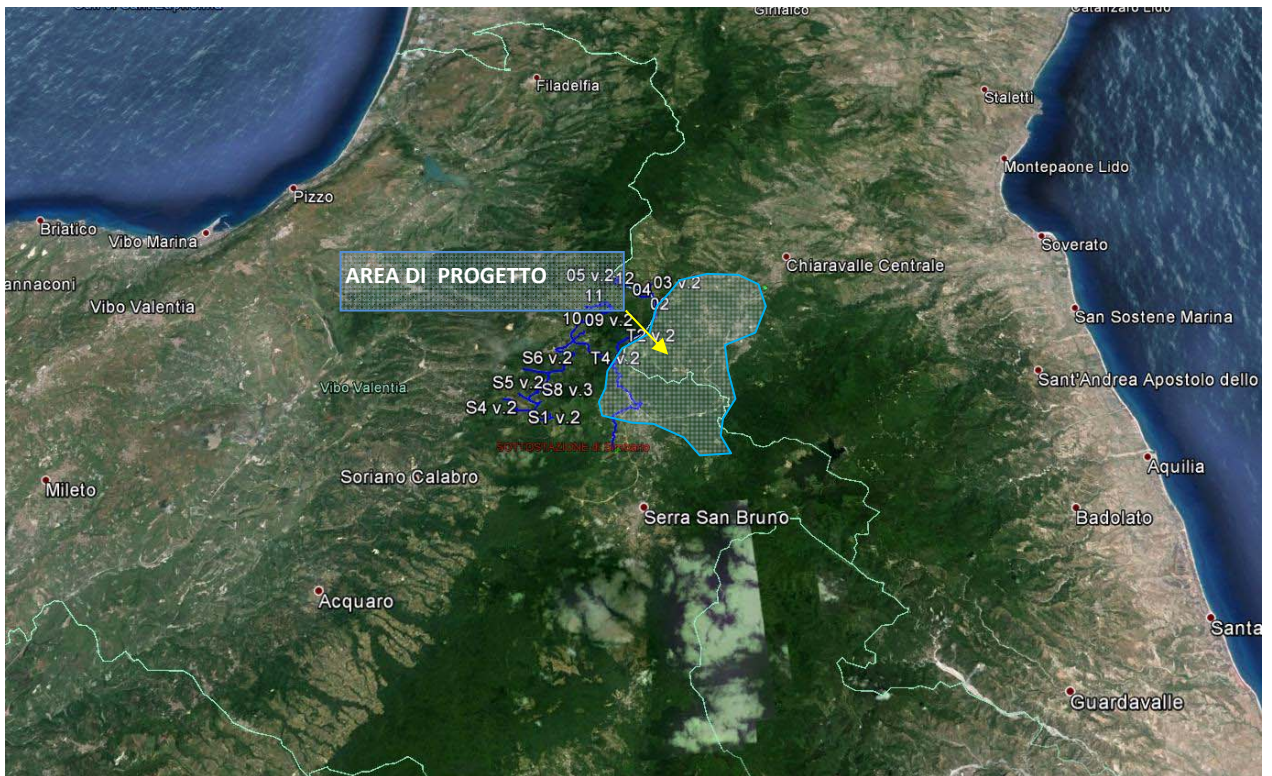 Girifalco
Catanzaro Lido
Filadelfia
Staletti
Montepaone Lido
Pizzo
Briatico
Vibo Marina
Soverato
Chiaravalle Centrale
AREA DI PROGETTO
05 v.2
12
03 v.2
04
11
02
annaconi
Vibo Valentia
10
09 v.2
T2 v.2
San Sostene Marina
S6 v.2
T4 v.2
Vibo Valentia
S5 v.2
S8 v.3
Sant'Andrea Apostolo dello
S4 v.2
S1 v.2
SOTTOSTAZIONE di
Soriano Calabro
Aquilia
Mileto
Serra San Bruno
Badolato
Acquaro
Santa
Guardavalle